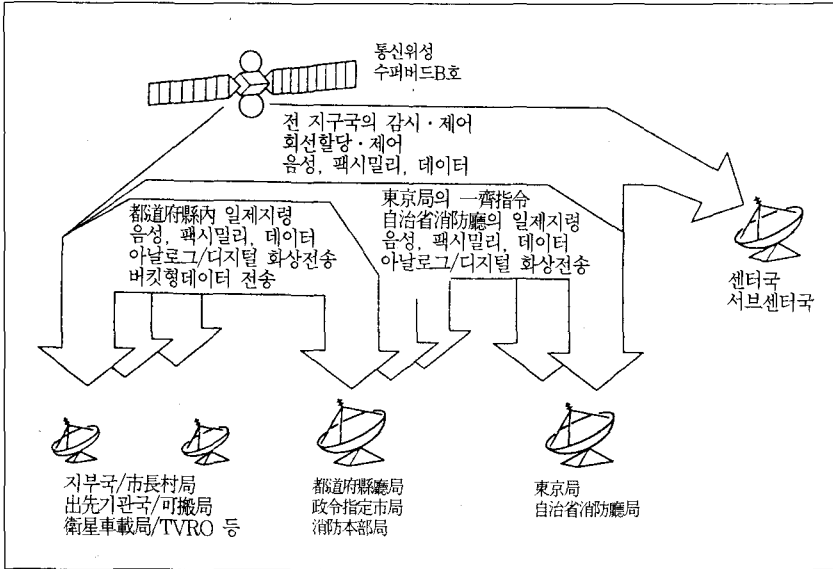 통신위성
수퍼버드B호
전 지구국의 감시·제어
회선할당·제어
음성, 팩시밀리, 데이터
都道府縣內 일제지령
음성, 팩시밀리, 데이터
아날로그/디지털 화상전송
버킷형데이터 전송
東京局의 一齊指令
自治省消防廳의 일제지령
음성, 팩시밀리, 데이터
아날로그/디지털 화상전송
센터국
서브센터국
지부국/市長村局
出先기관국/可搬局
衛星車載局/TVRO 등
都道府縣廳局
政令指定市局
消防本部局
東京局
自治省消防廳局